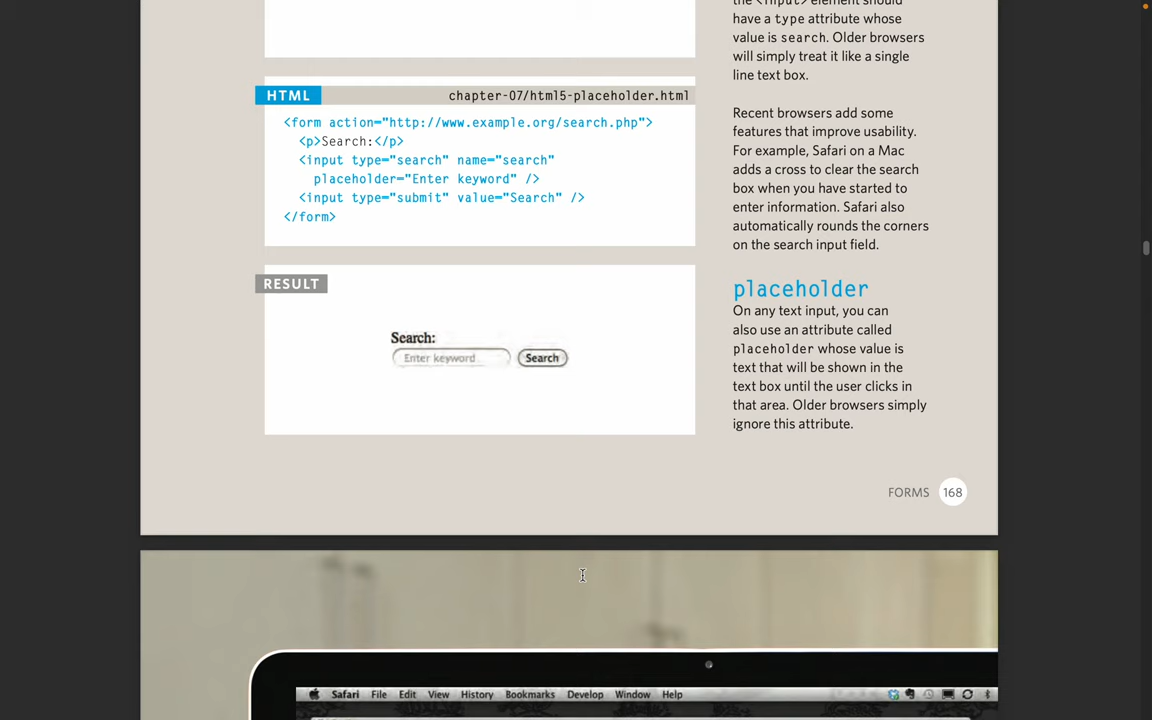 the <input> element should
have a type attribute whose
value is search. Older browsers
will simply treat it like a single
line text box.
HTML
chapter-07/html5-placeholder.html
<form action="http://www.example.org/search.php">
<p>Search:</p>
<input type="search" name="search"
placeholder="Enter keyword" />
<input type="submit" value="Search" />
</form>
Recent browsers add some
features that improve usability.
For example, Safari on a Mac
adds a cross to clear the search
box when you have started to
enter information. Safari also
automatically rounds the corners
on the search input field.
RESULT
Search:
Enter keyword
Search
placeholder
On any text input, you can
also use an attribute called
placeholder whose value is
text that will be shown in the
text box until the user clicks in
that area. Older browsers simply
ignore this attribute.
FORMS 168
Safari File Edit View History Bookmarks Develop Window Help